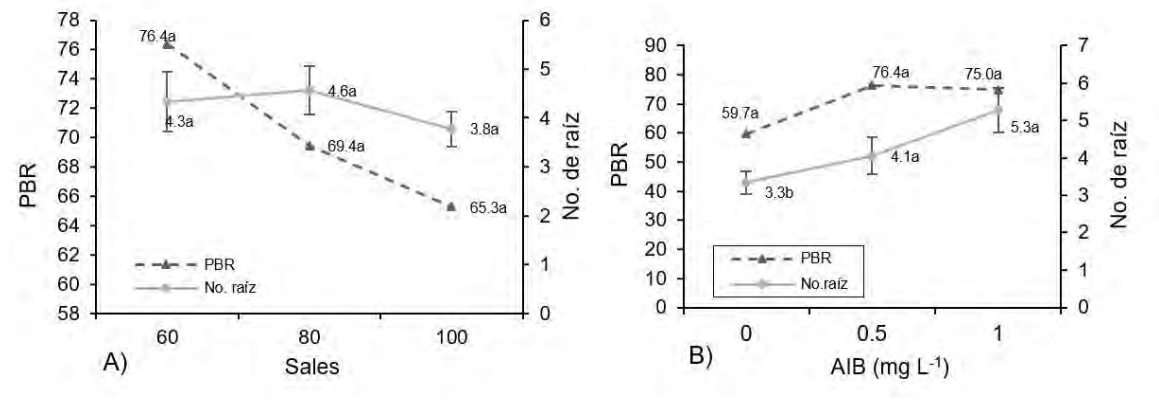 78
76
74
72
70
68
66
64
62
60
58
PBR
76.4a
69.4a
65.3a
4.3a
4.6a
3.8a
PBR
No. raíz
6
5
4
3
2
1
0
No. de raíz
60 80 100
A) Sales
90
80
70
60
50
40
30
20
10
0
PBR
59.7a
76.4a
75.0a
3.3b
4.1a
5.3a
PBR
No.raíz
7
6
5
4
3
2
1
0
No. de raíz
0 0.5 1
B) AIB (mg L-1)